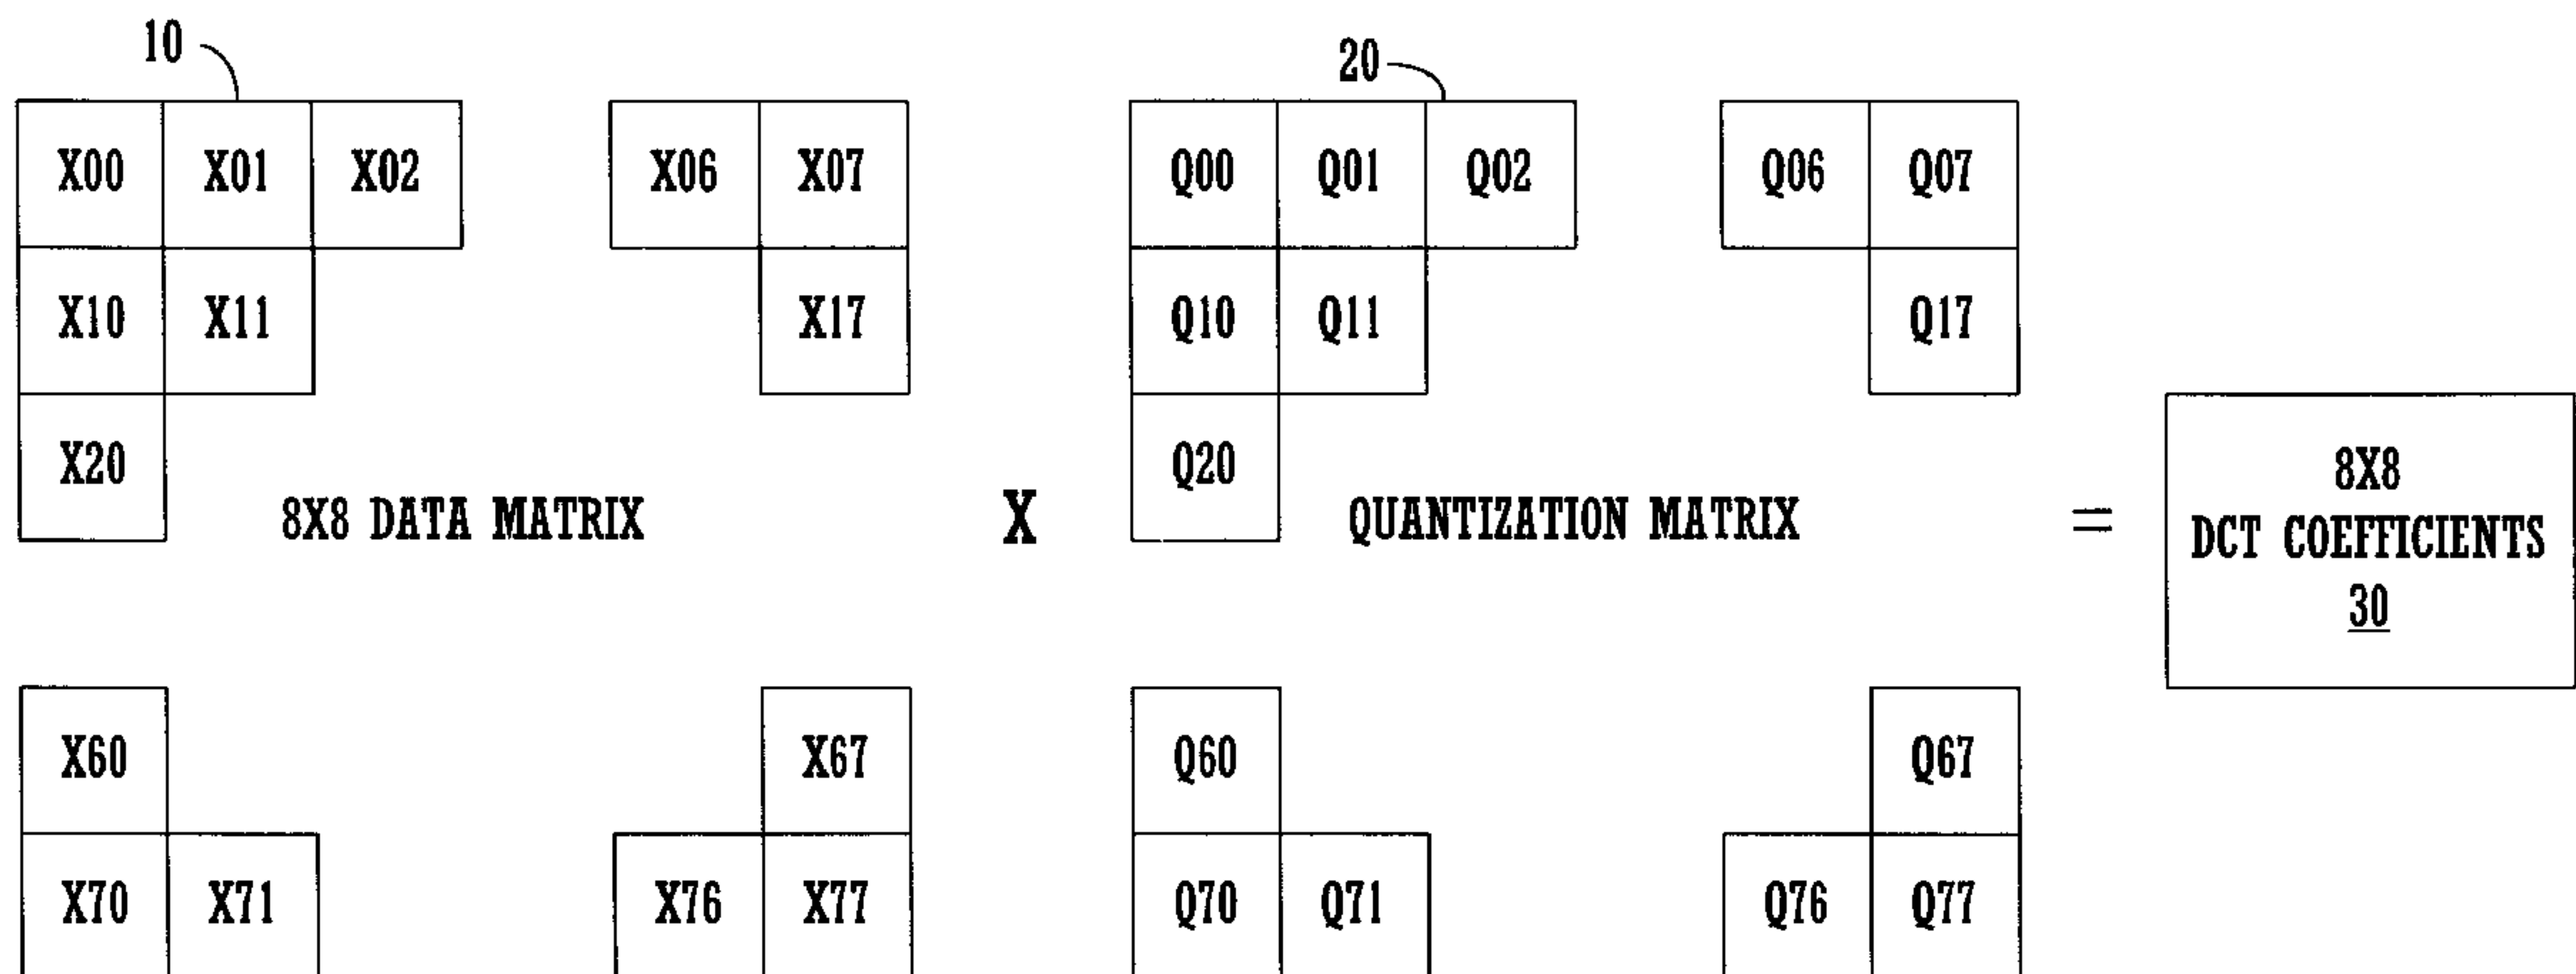 10
20
X00 X01 X02 X06 X07 Q00 Q01 Q02 Q06 Q07
X10 X11 X17 Q10 Q11 Q17
X20 Q20
8X8 DATA MATRIX X QUANTIZATION MATRIX =
8X8
DCT COEFFICIENTS
30
X60 X67 Q60 Q67
X70 X71 X76 X77 Q70 Q71 Q76 Q77